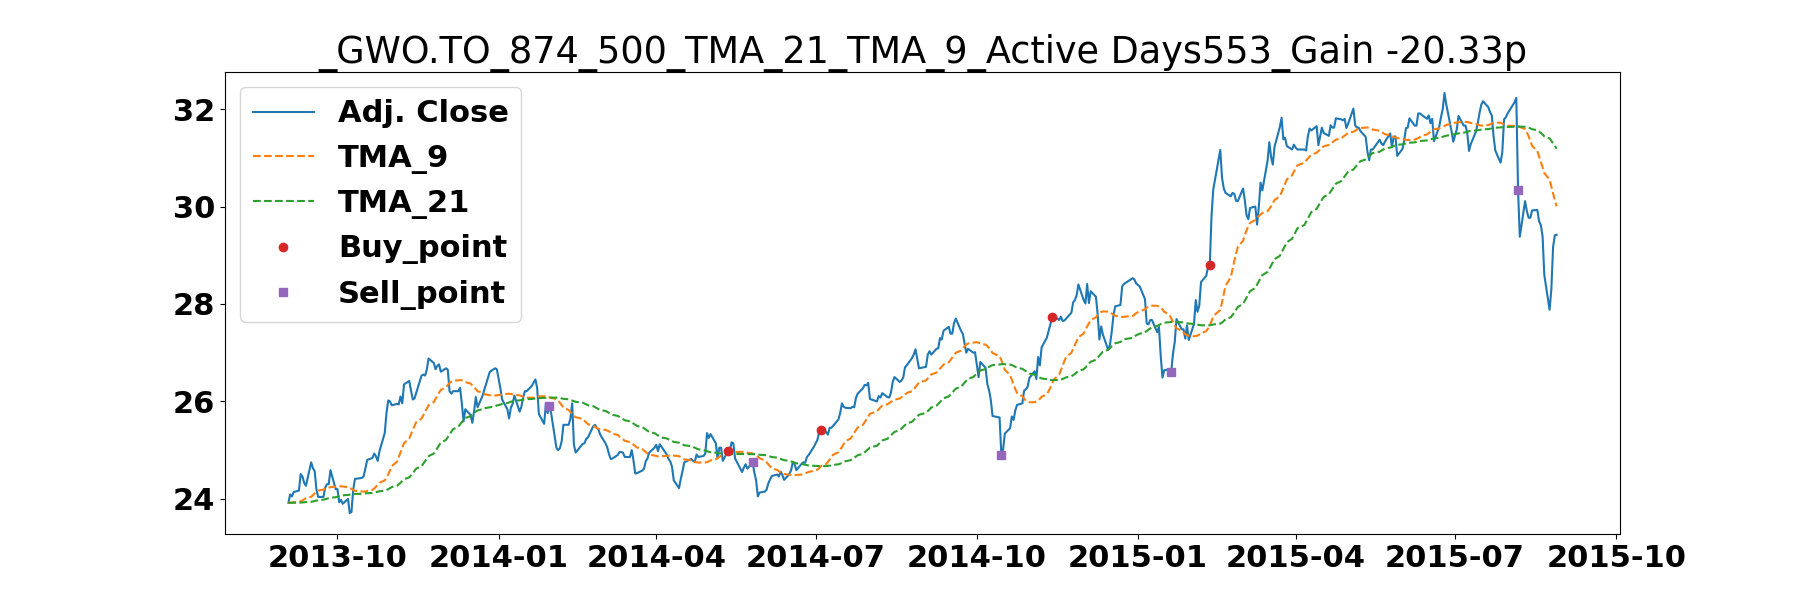 _GWO.TO_874_500_TMA_21_TMA_9_Active Days553_Gain -20.33p
Adj. Close
TMA_9
TMA_21
Buy_point
Sell_point
32
30
28
26
24
2013-10 2014-01 2014-04 2014-07 2014-10 2015-01 2015-04 2015-07 2015-10